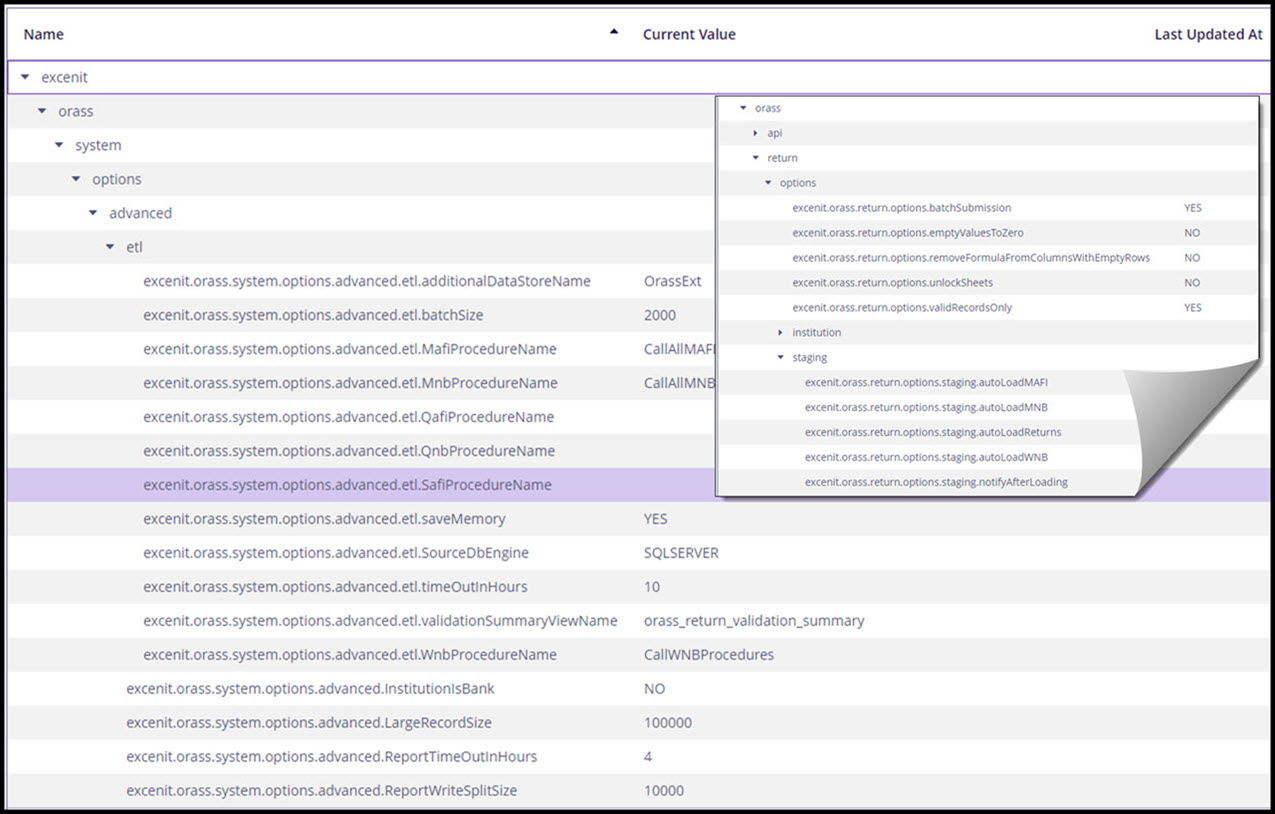 Name Current Value Last Updated At
excenit
orass
system
options
advanced
etl
excenit.orass.system.options.advanced.etl.additionalDataStoreName OrassExt
excenit.orass.system.options.advanced.etl.batchSize 2000
excenit.orass.system.options.advanced.etl.MafiProcedureName CallAllMAFI
excenit.orass.system.options.advanced.etl.MnbProcedureName CallAllMNB
excenit.orass.system.options.advanced.etl.QafiProcedureName
excenit.orass.system.options.advanced.etl.QnbProcedureName
excenit.orass.system.options.advanced.etl.SafiProcedureName
excenit.orass.system.options.advanced.etl.saveMemory YES
excenit.orass.system.options.advanced.etl.SourceDbEngine SQLSERVER
excenit.orass.system.options.advanced.etl.timeOutInHours 10
excenit.orass.system.options.advanced.etl.validationSummaryViewName orass_return_validation_summary
excenit.orass.system.options.advanced.etl.WnbProcedureName CallWNBProcedures
excenit.orass.system.options.advanced.InstitutionIsBank NO
excenit.orass.system.options.advanced.LargeRecordSize 100000
excenit.orass.system.options.advanced.ReportTimeOutInHours 4
excenit.orass.system.options.advanced.ReportWriteSplitSize 10000
orass
api
return
options
excenit.orass.return.options.batchSubmission YES
excenit.orass.return.options.emptyValuesToZero NO
excenit.orass.return.options.removeFormulaFromColumnsWithEmptyRows NO
excenit.orass.return.options.unlockSheets NO
excenit.orass.return.options.validRecordsOnly YES
institution
staging
excenit.orass.return.options.staging.autoLoadMAFI
excenit.orass.return.options.staging.autoLoadMNB
excenit.orass.return.options.staging.autoLoadReturns
excenit.orass.return.options.staging.autoLoadWNB
excenit.orass.return.options.staging.notifyAfterLoading